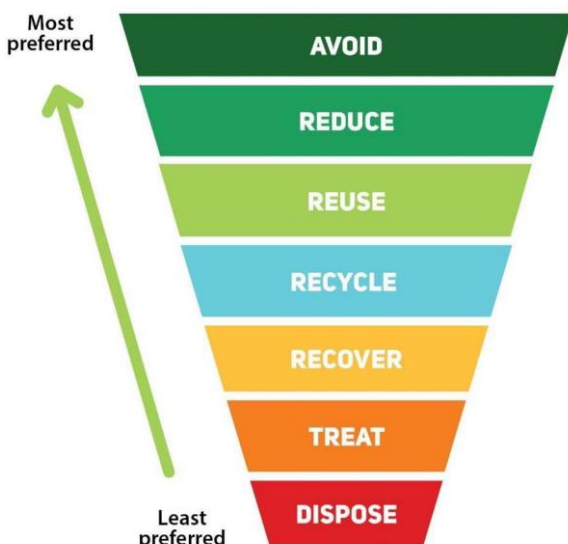 Most
preferred
AVOID
REDUCE
REUSE
RECYCLE
RECOVER
TREAT
DISPOSE
Least
preferred